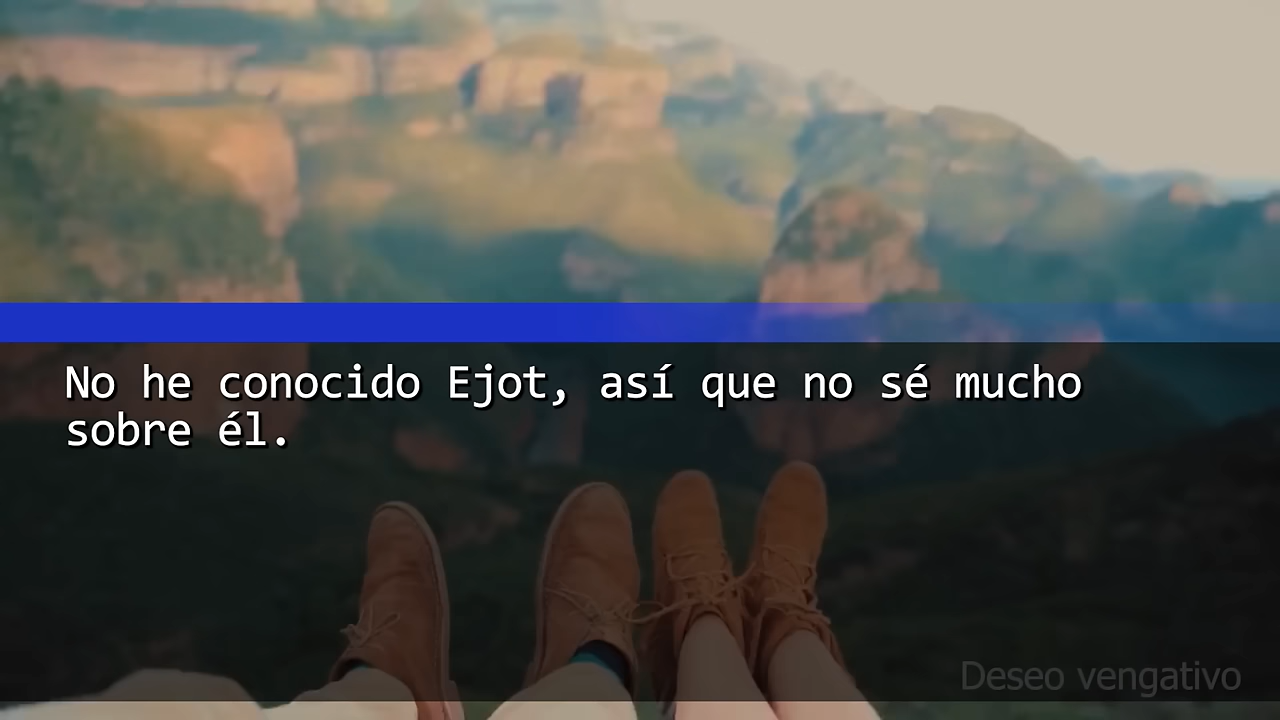 No he conocido Ejot, así que no sé mucho
sobre él.
Deseo vengativo